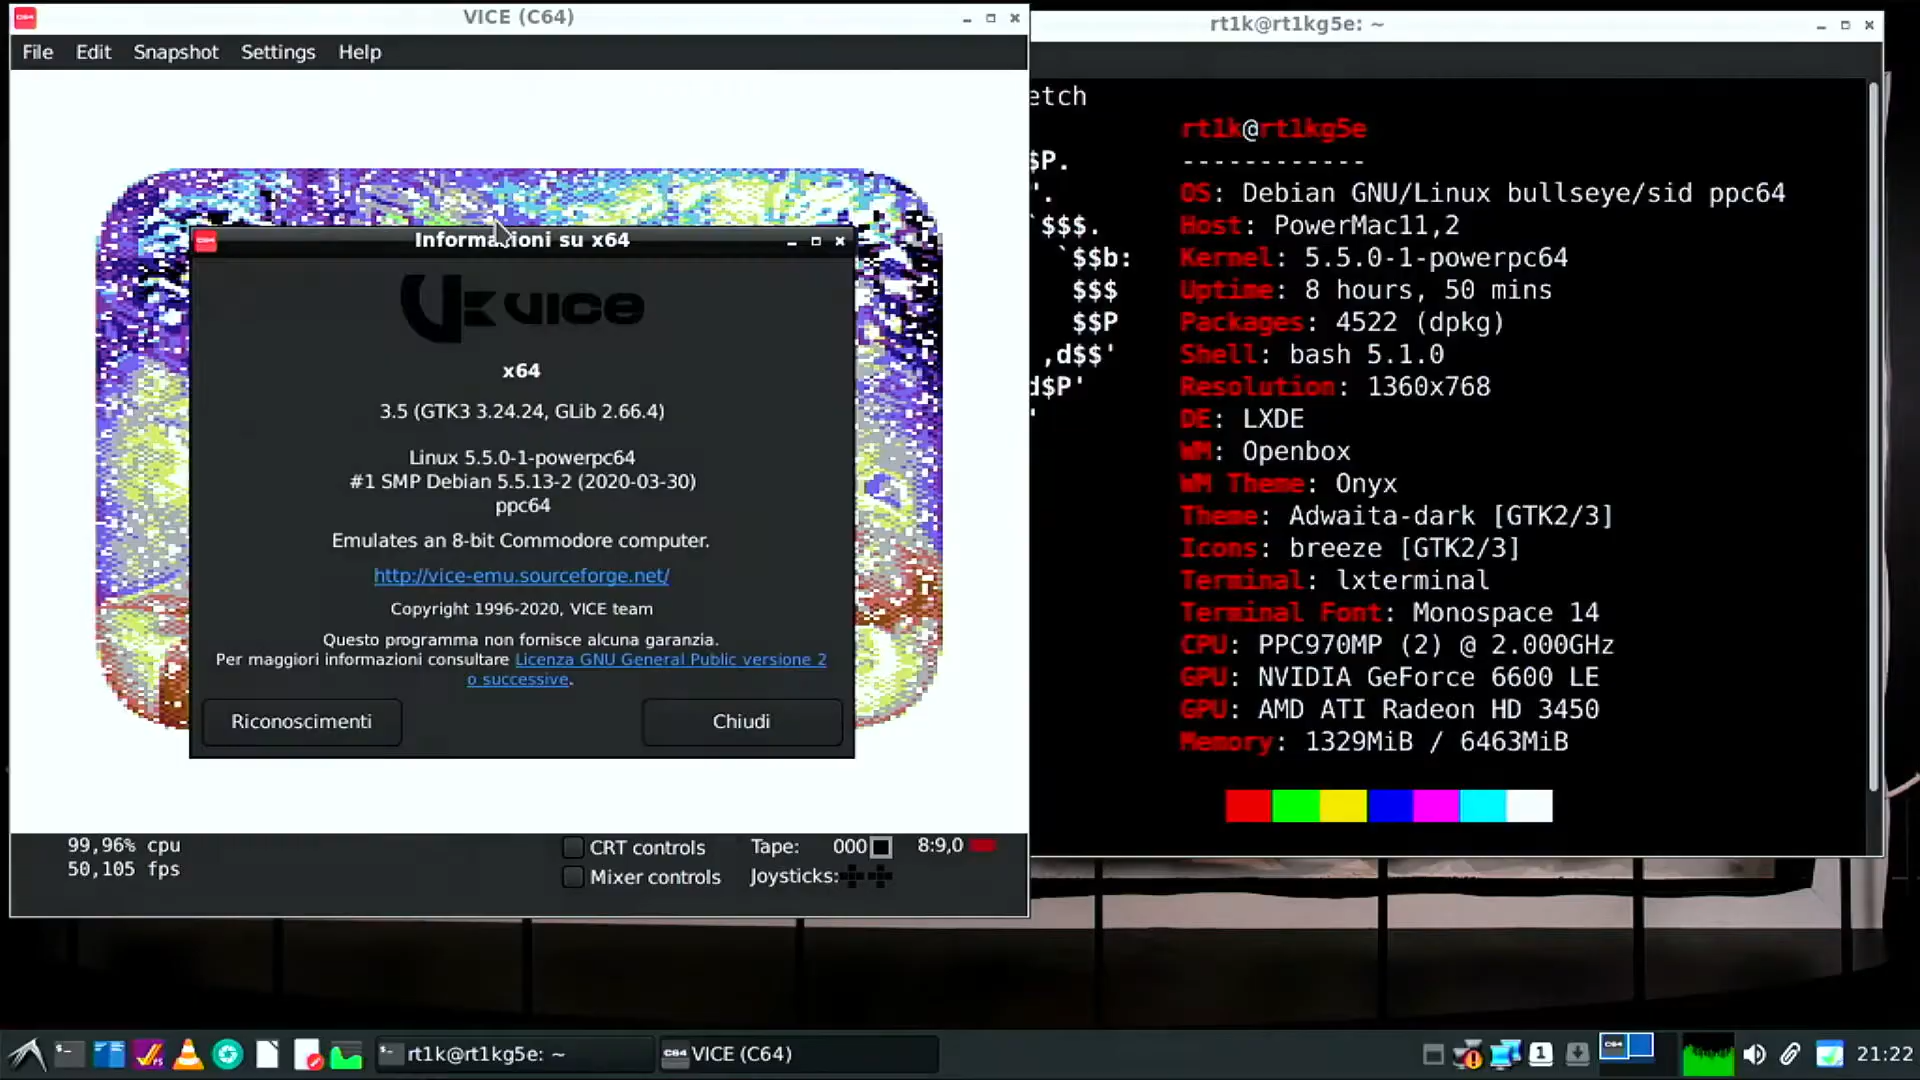 VICE (C64)
File Edit Snapshot Settings Help
Informazioni su x64
VICE
x64
3.5 (GTK3 3.24.24, GLib 2.66.4)
Linux 5.5.0-1-powerpc64
#1 SMP Debian 5.5.13-2 (2020-03-30)
ppc64
Emulates an 8-bit Commodore computer.
http://vice-emu.sourceforge.net/
Copyright 1996-2020, VICE team
Questo programma non fornisce alcuna garanzia.
Per maggiori informazioni consultare Licenza GNU General Public versione 2
o successive.
Riconoscimenti Chiudi
99,96% cpu
50,105 fps
CRT controls
Mixer controls
Tape: 000
Joysticks:
8:9,0
rt1k@rt1kg5e: ~
etch
rt1k@rt1kg5e
------------
$P. OS: Debian GNU/Linux bullseye/sid ppc64
'. Host: PowerMac11,2
`$$$. Kernel: 5.5.0-1-powerpc64
`$$b: Uptime: 8 hours, 50 mins
$$$ Packages: 4522 (dpkg)
$$P Shell: bash 5.1.0
,d$$' Resolution: 1360x768
d$P' DE: LXDE
' WM: Openbox
WM Theme: Onyx
Theme: Adwaita-dark [GTK2/3]
Icons: breeze [GTK2/3]
Terminal: lxterminal
Terminal Font: Monospace 14
CPU: PPC970MP (2) @ 2.000GHz
GPU: NVIDIA GeForce 6600 LE
GPU: AMD ATI Radeon HD 3450
Memory: 1329MiB / 6463MiB
rt1k@rt1kg5e: ~
C64 VICE (C64)
1
C64
21:22